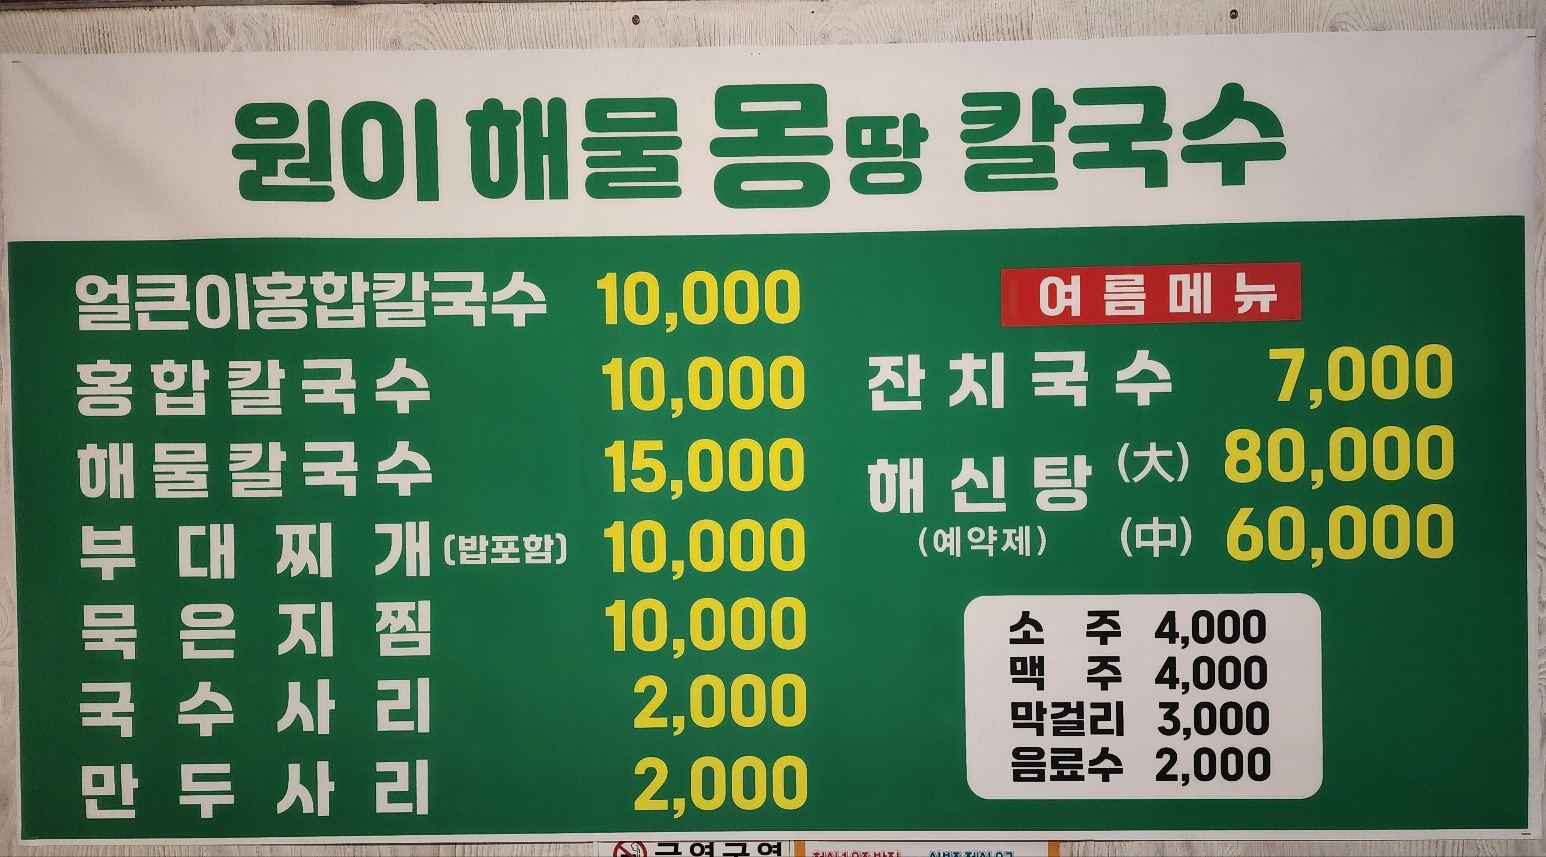 원이 해물 몽땅 칼국수
얼큰이홍합칼국수 10,000
홍합칼국수 10,000
해물칼국수 15,000
부대찌개(밥포함) 10,000
묵은지찜 10,000
국수사리 2,000
만두사리 2,000
여름메뉴
잔치국수 7,000
해신탕 (大) 80,000
(예약제) (中) 60,000
소주 4,000
맥주 4,000
막걸리 3,000
음료수 2,000
금연구역